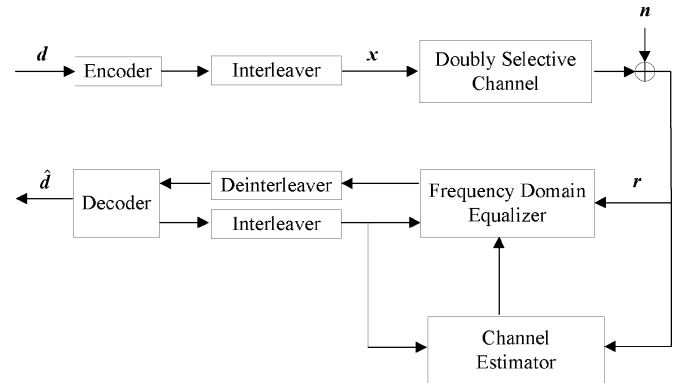 n
d
Encoder
Interleaver
x
Doubly Selective
Channel
d̂
Decoder
Deinterleaver
Interleaver
Frequency Domain
Equalizer
r
Channel
Estimator